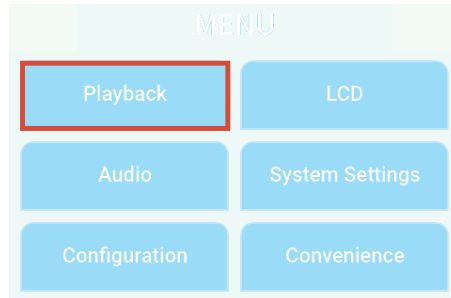 MENU
Playback
LCD
Audio
System Settings
Configuration
Convenience